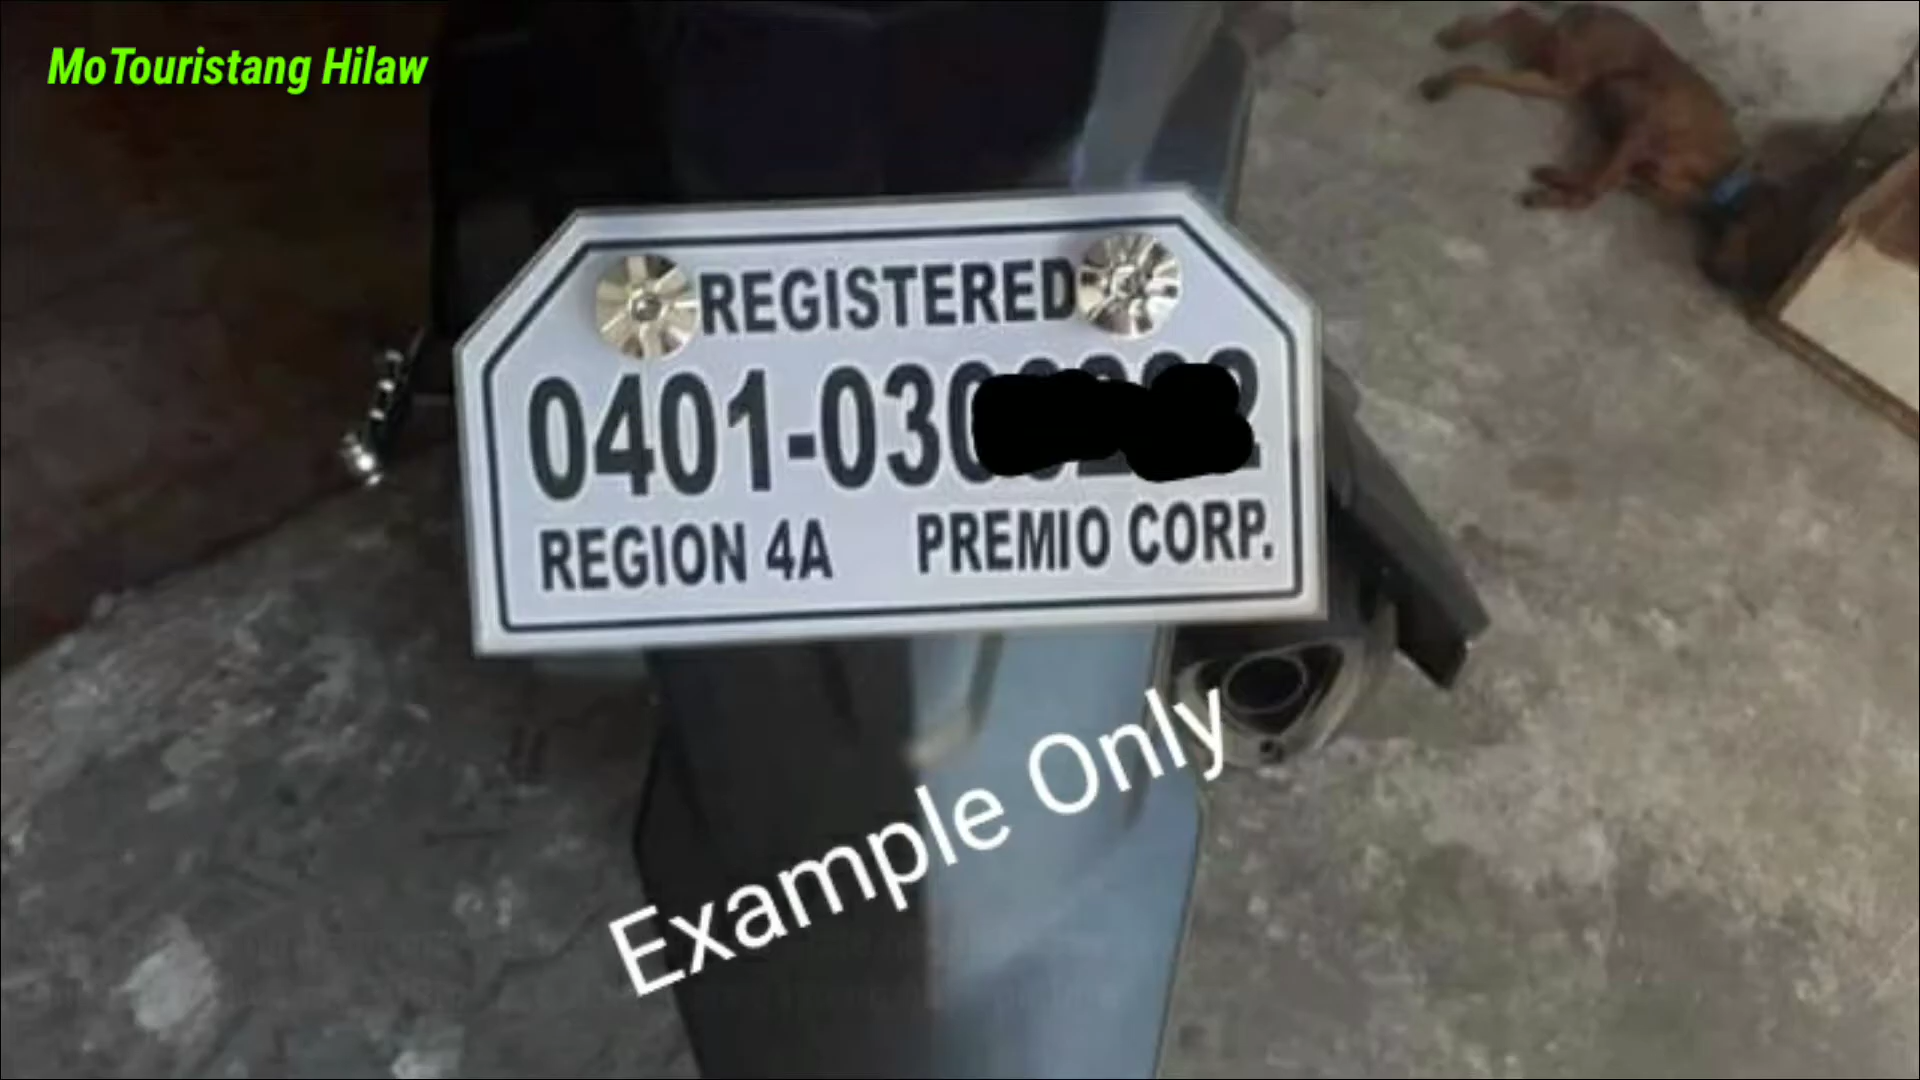 MoTouristang Hilaw
REGISTERED
0401-030
REGION 4A PREMIO CORP.
Example Only